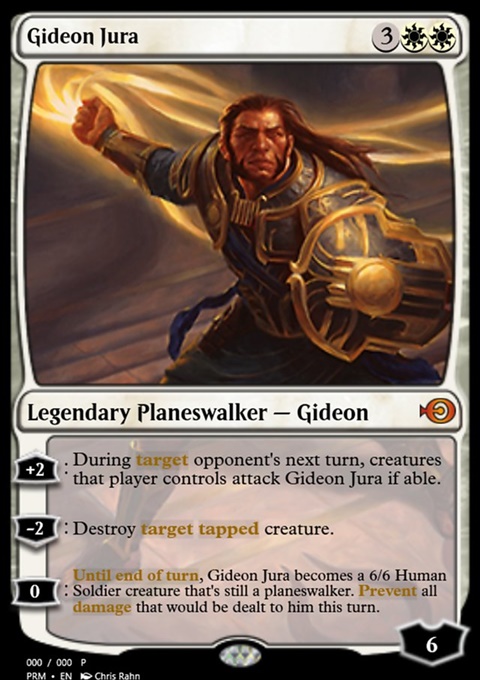 Gideon Jura 3
Legendary Planeswalker — Gideon
+2 : During target opponent's next turn, creatures
that player controls attack Gideon Jura if able.
-2 : Destroy target tapped creature.
Until end of turn, Gideon Jura becomes a 6/6 Human
0 : Soldier creature that's still a planeswalker. Prevent all
damage that would be dealt to him this turn.
6
000 / 000 P
PRM • EN Chris Rahn